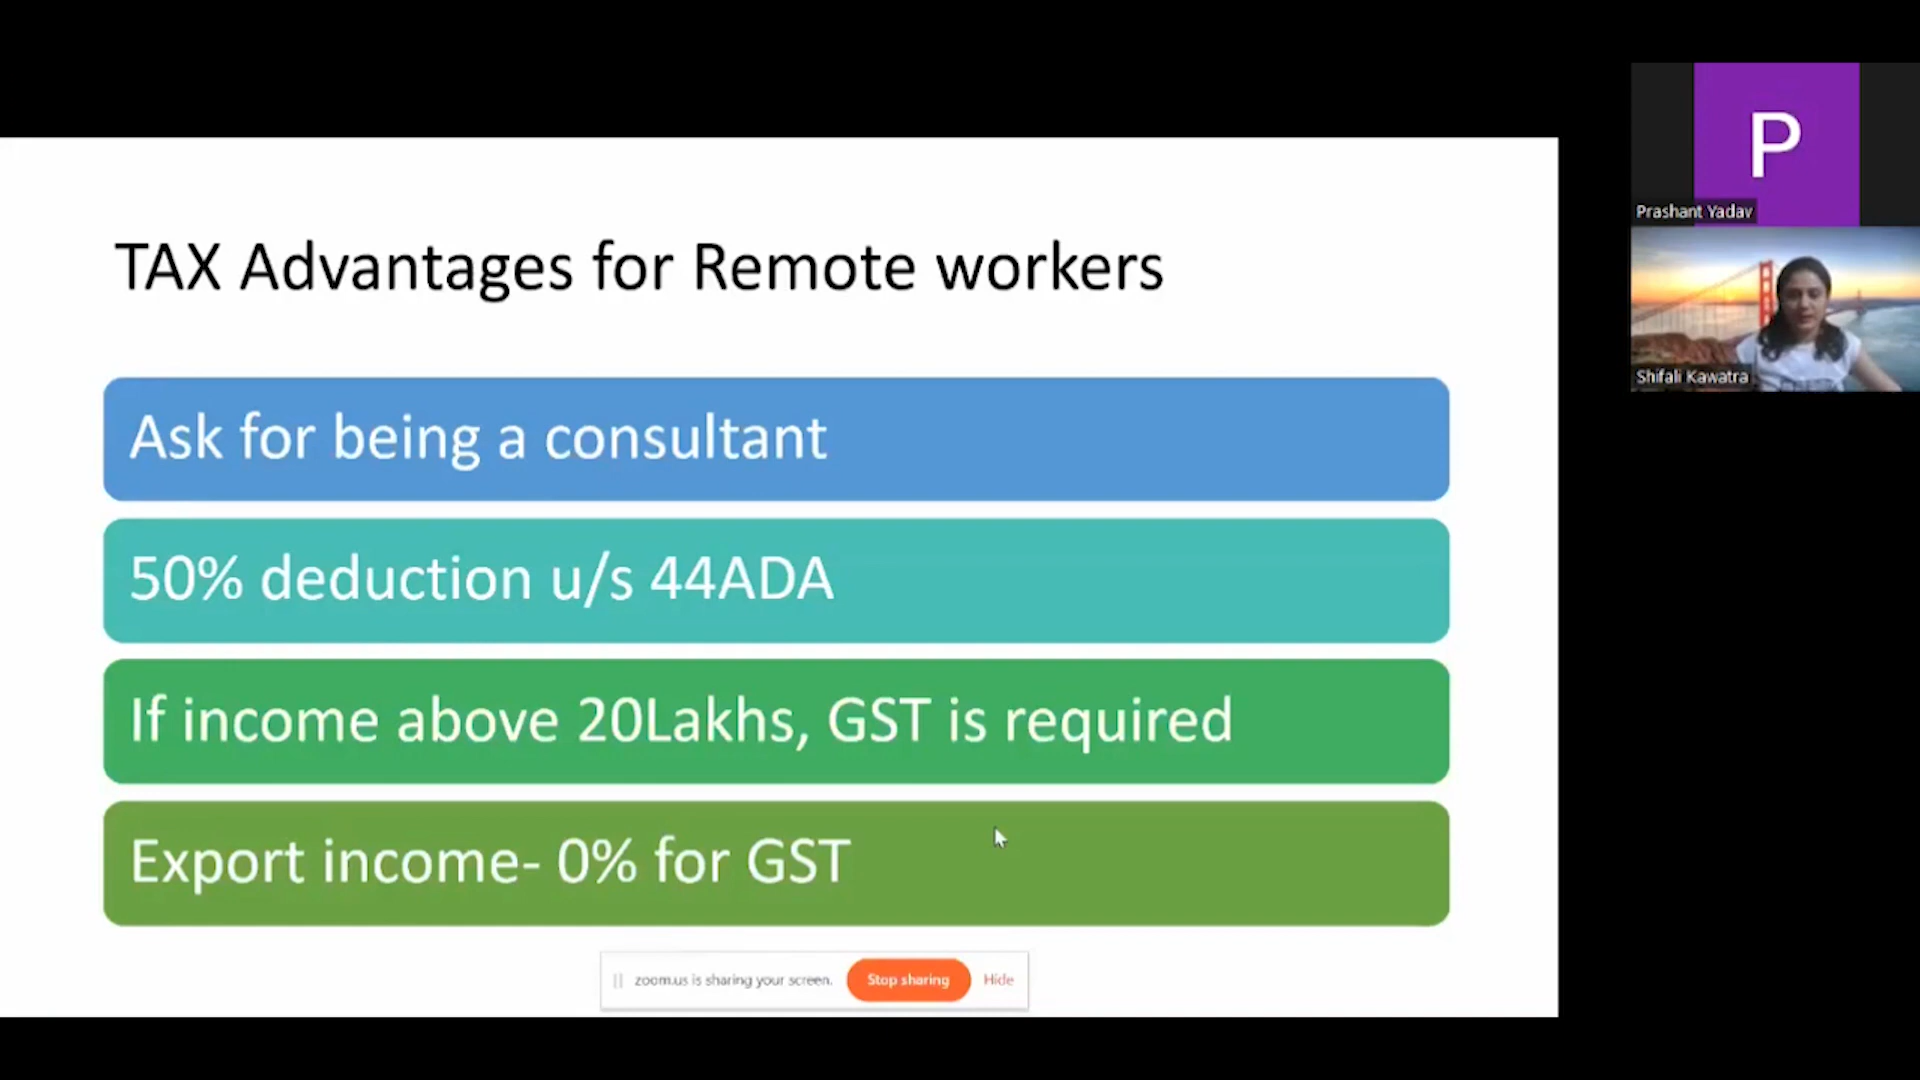 TAX Advantages for Remote workers
Ask for being a consultant
50% deduction u/s 44ADA
If income above 20Lakhs, GST is required
Export income- 0% for GST
zoom.us is sharing your screen. Stop sharing Hide
P
Prashant Yadav
Shifali Kawatra